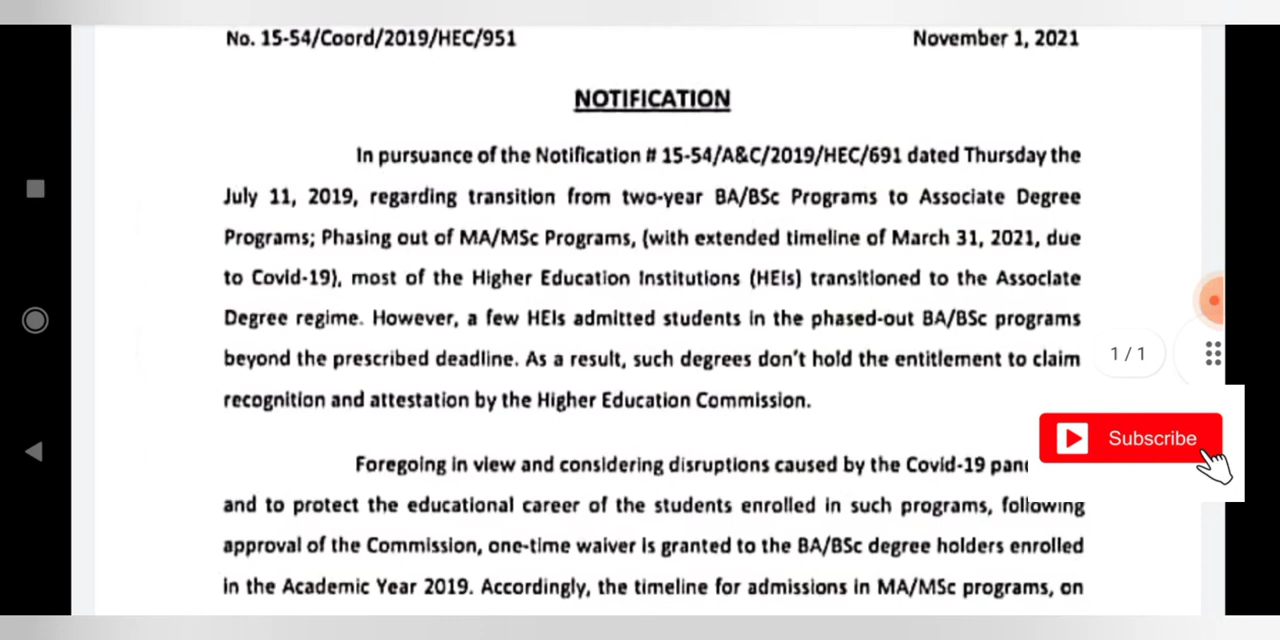 No. 15-54/Coord/2019/HEC/951 November 1, 2021
NOTIFICATION
In pursuance of the Notification # 15-54/A&C/2019/HEC/691 dated Thursday the
July 11, 2019, regarding transition from two-year BA/BSc Programs to Associate Degree
Programs; Phasing out of MA/MSc Programs, (with extended timeline of March 31, 2021, due
to Covid-19), most of the Higher Education Institutions (HEIs) transitioned to the Associate
Degree regime. However, a few HEIs admitted students in the phased-out BA/BSc programs
beyond the prescribed deadline. As a result, such degrees don't hold the entitlement to claim
recognition and attestation by the Higher Education Commission.
1 / 1
Subscribe
Foregoing in view and considering disruptions caused by the Covid-19
and to protect the educational career of the students enrolled in such programs, following
approval of the Commission, one-time waiver is granted to the BA/BSc degree holders enrolled
in the Academic Year 2019. Accordingly, the timeline for admissions in MA/MSc programs, on